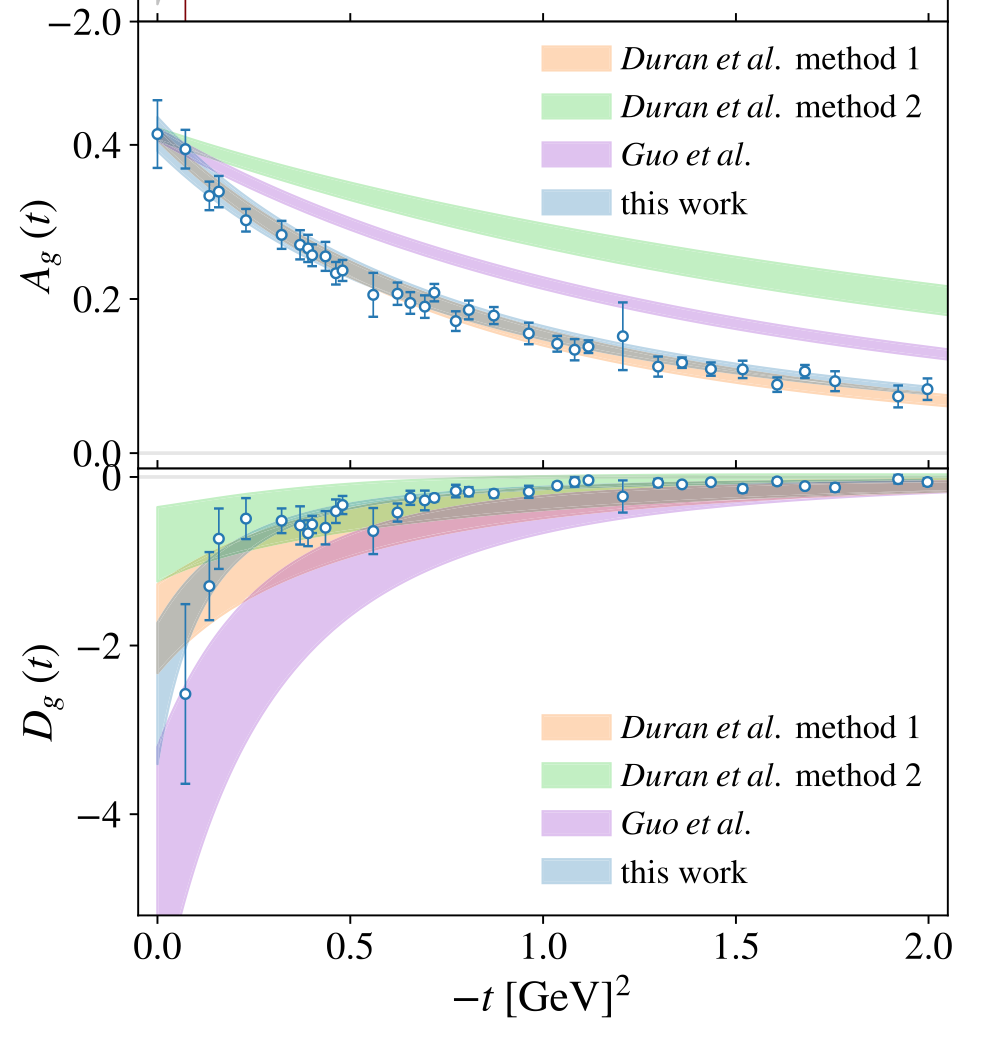 −2.0
Duran et al. method 1
Duran et al. method 2
Guo et al.
this work
0.4
0.2
0.0
A_g (t)
0
−2
−4
D_g (t)
Duran et al. method 1
Duran et al. method 2
Guo et al.
this work
0.0 0.5 1.0 1.5 2.0
−t [GeV]²